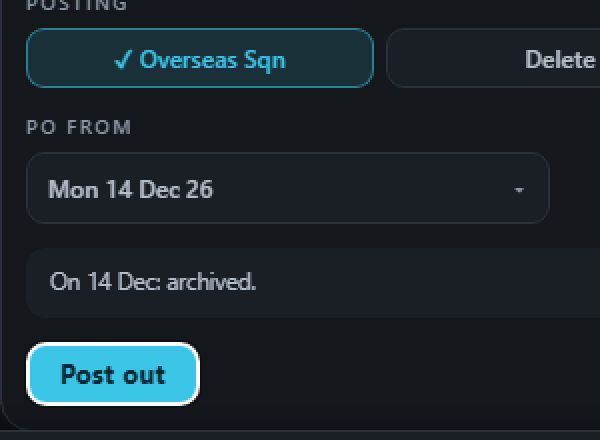 POSTING
✓ Overseas Sqn
Delete
PO FROM
Mon 14 Dec 26
On 14 Dec: archived.
Post out